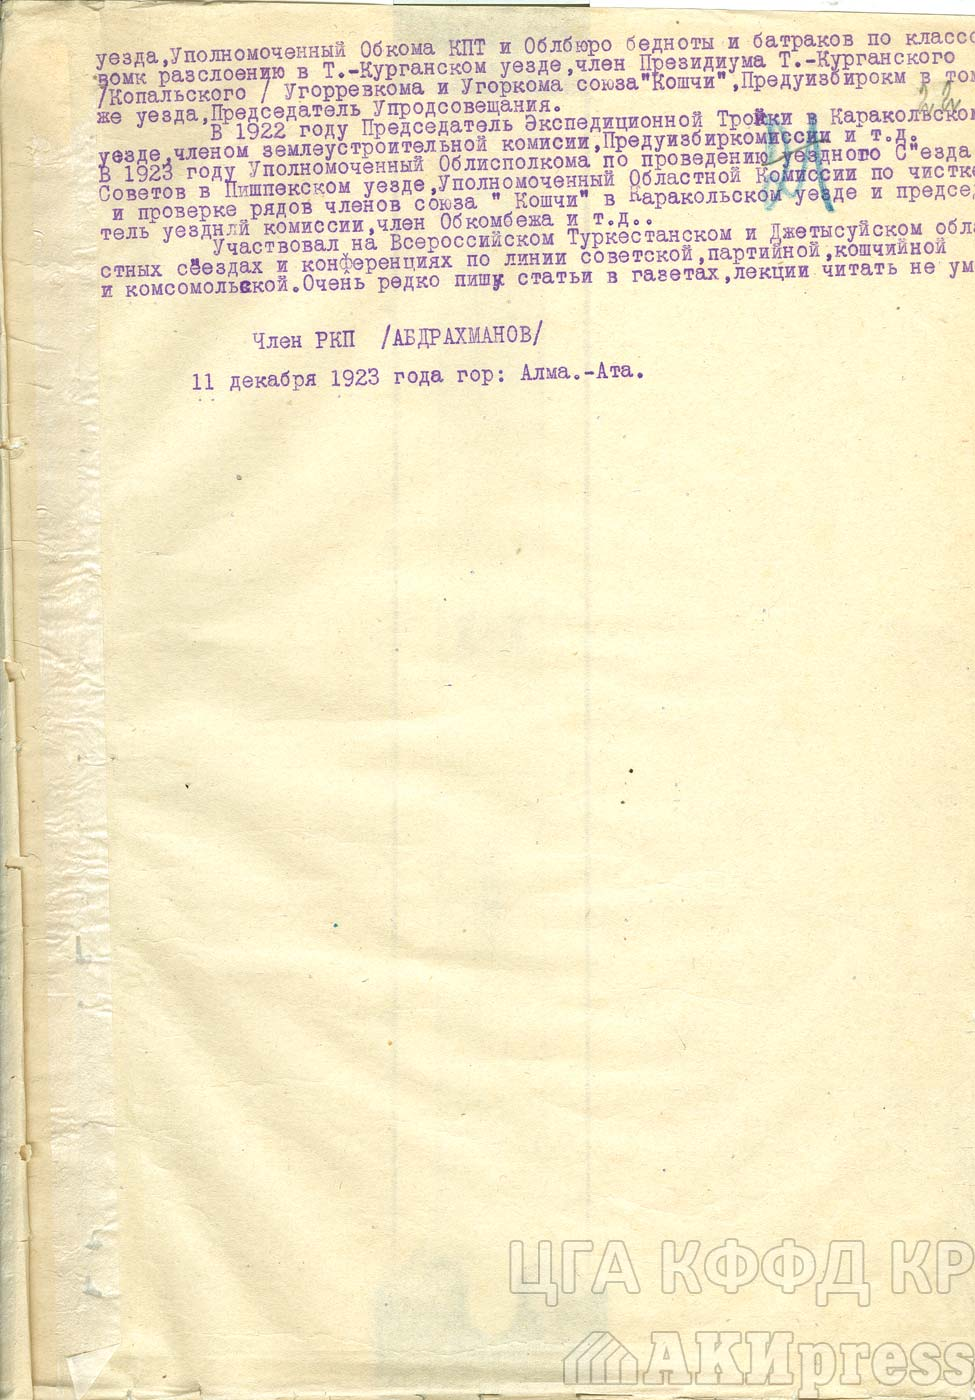 уезда,Уполномоченный Обкома КПТ и Облбюро бедноты и батраков по классо
вомк разслоению в Т.-Курганском уезде,член Президиума Т.-Курганского
/Копальского / Угорревкома и Угоркома союза"Кошчи",Предуизбирокм в том
же уезда,Председатель Упродсовещания.
В 1922 году Председатель Экспедиционной Тройки в Каракольском
уезде,членом землеустроительной комисии,Предуизбиркомиссии и т.д.
В 1923 году Уполномоченный Облисполкома по проведению уездного С"езда
Советов в Пишпекском уезде,Уполномоченный Областной Комиссии по чистке
и проверке рядов членов союза " Кошчи" в Каракольском уезде и председа
тель уезднлй комиссии,член Обкомбежа и т.д..
Участвовал на Всероссийском Туркестанском и Джетысуйском обла
стных сёездах и конференциях по линии советской,партийной,кошчийной
и комсомольской.Очень редко пишу статьи в газетах,лекции читать не уме
Член РКП /АБДРАХМАНОВ/
11 декабря 1923 года гор: Алма.-Ата.
ЦГА КФФД КР
АКИpress